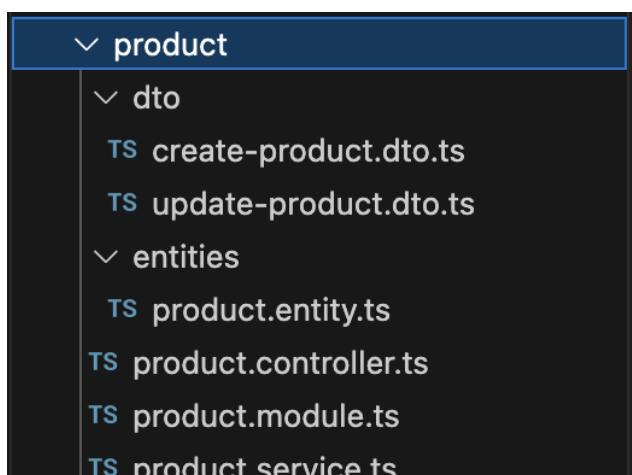 product
dto
TS create-product.dto.ts
TS update-product.dto.ts
entities
TS product.entity.ts
TS product.controller.ts
TS product.module.ts
TS product.service.ts